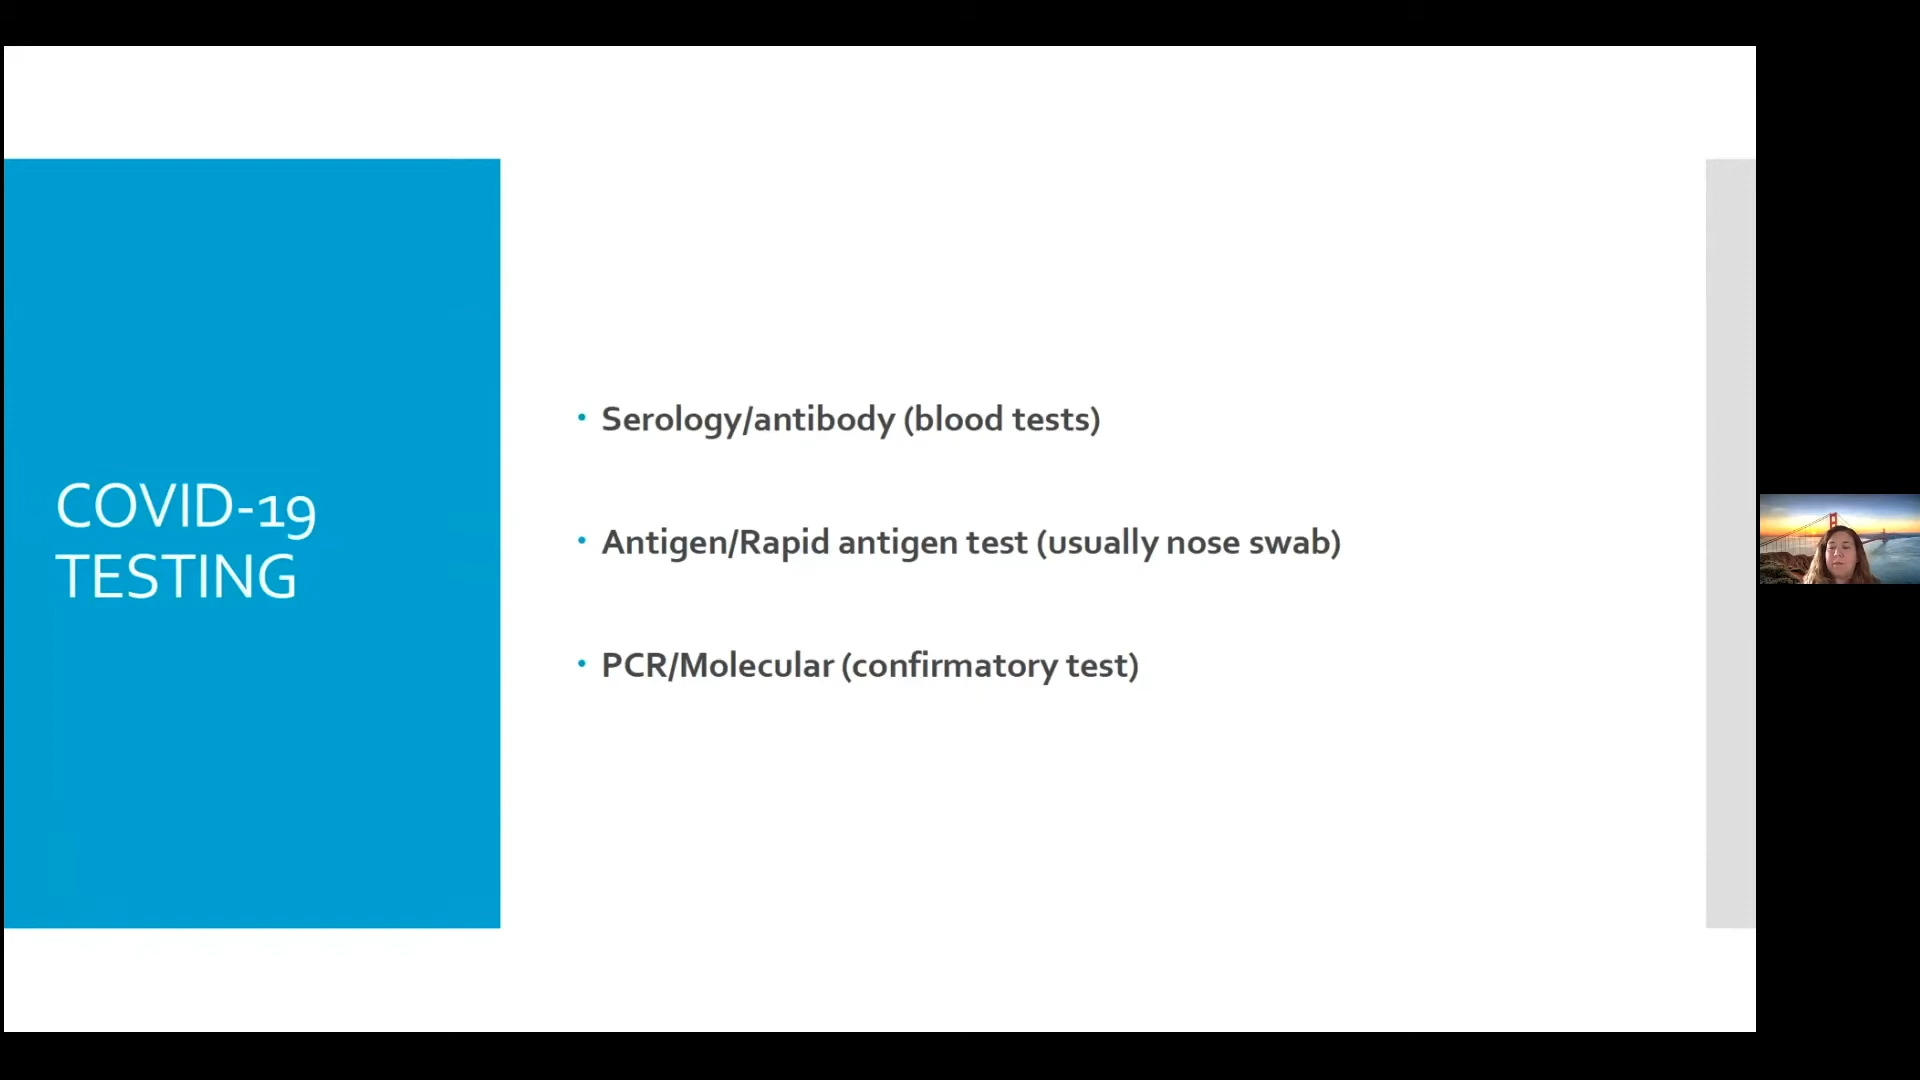 COVID-19
TESTING
• Serology/antibody (blood tests)
• Antigen/Rapid antigen test (usually nose swab)
• PCR/Molecular (confirmatory test)